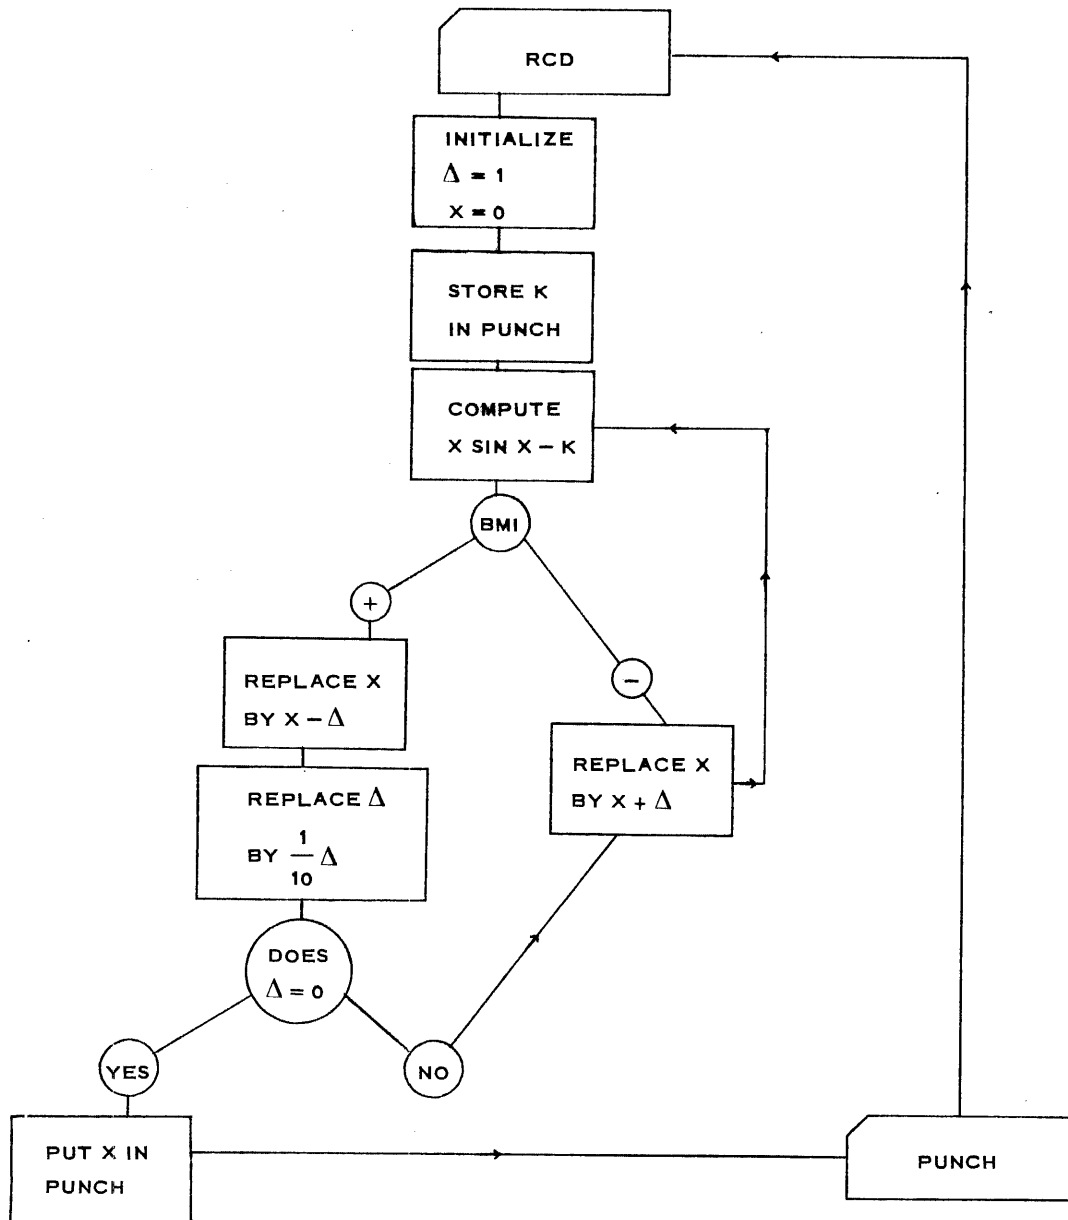 RCD
INITIALIZE
Δ = 1
X = 0
STORE K
IN PUNCH
COMPUTE
X SIN X – K
BMI
+
–
REPLACE X
BY X – Δ
REPLACE X
BY X + Δ
REPLACE Δ
BY 1/10 Δ
DOES
Δ = 0
YES
NO
PUT X IN
PUNCH
PUNCH